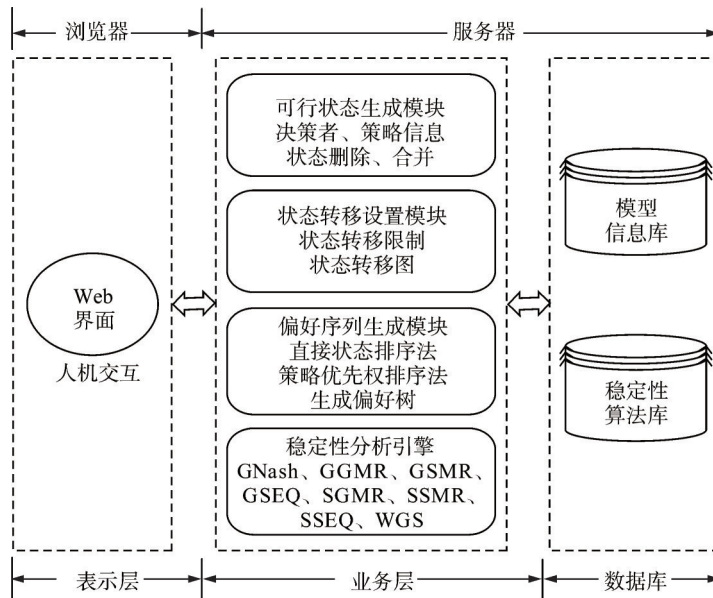 浏览器
服务器
可行状态生成模块
决策者、策略信息
状态删除、合并
状态转移设置模块
状态转移限制
状态转移图
偏好序列生成模块
直接状态排序法
策略优先权排序法
生成偏好树
稳定性分析引擎
GNash、GGMR、GSMR、
GSEQ、SGMR、SSMR、
SSEQ、WGS
Web
界面
人机交互
模型
信息库
稳定性
算法库
表示层
业务层
数据库